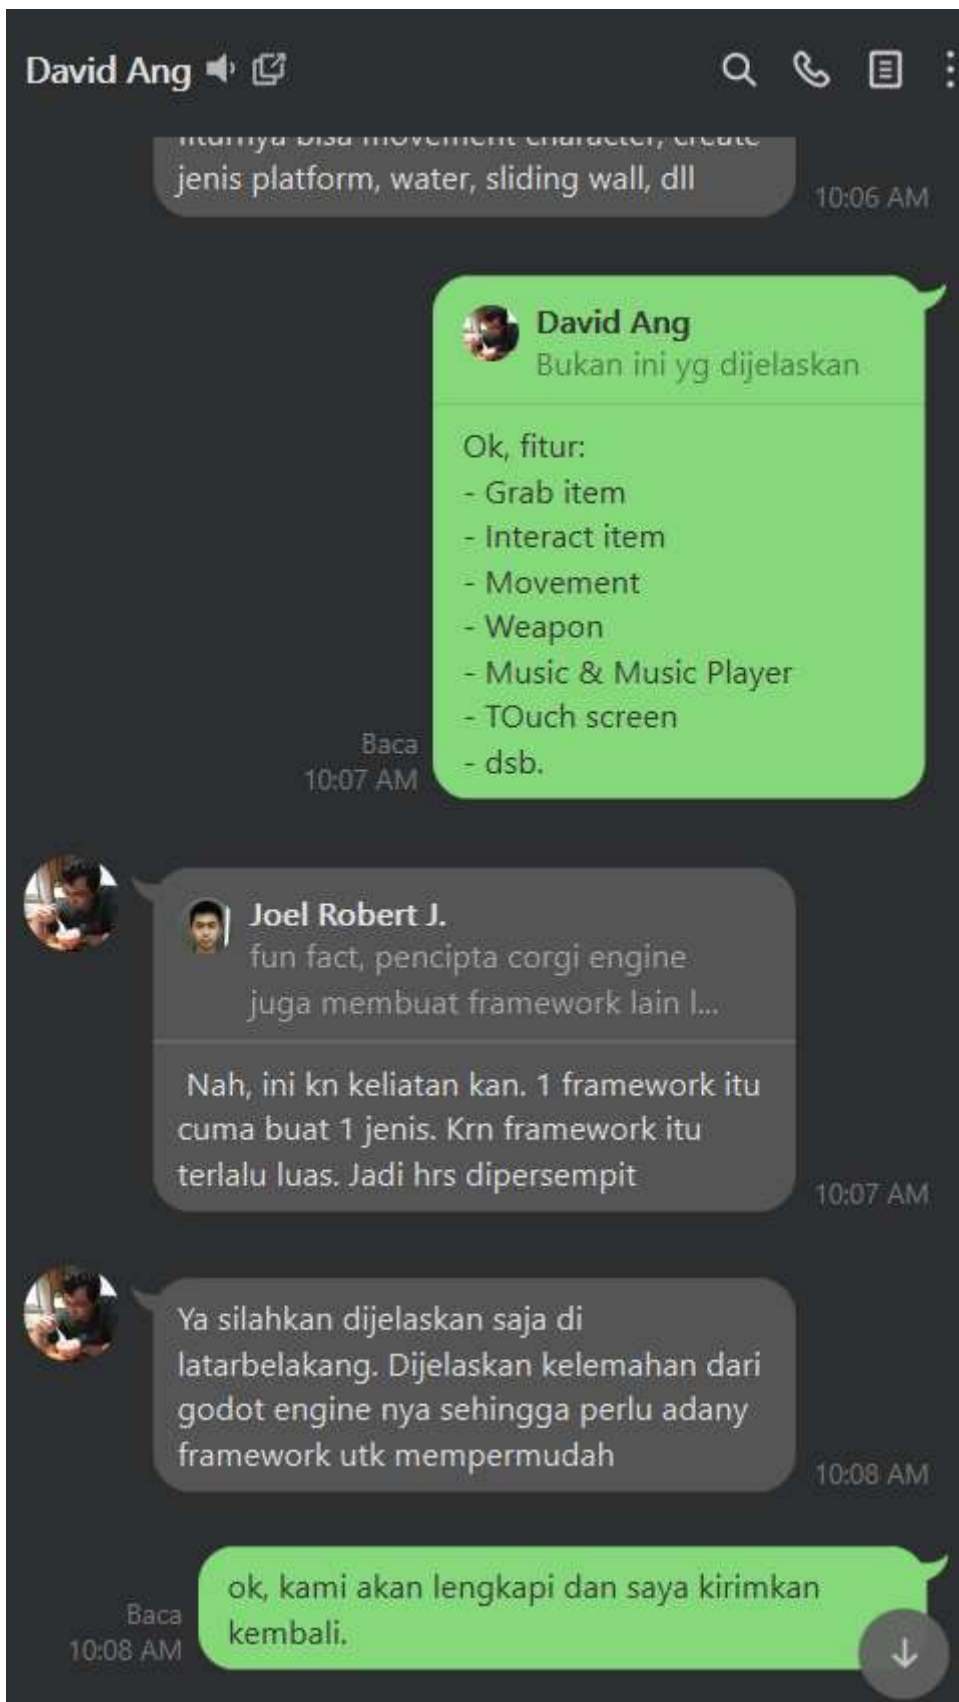 David Ang
fiturnya bisa movement character, create
jenis platform, water, sliding wall, dll
10:06 AM
David Ang
Bukan ini yg dijelaskan
Ok, fitur:
- Grab item
- Interact item
- Movement
- Weapon
- Music & Music Player
- TOuch screen
- dsb.
Baca
10:07 AM
Joel Robert J.
fun fact, pencipta corgi engine
juga membuat framework lain l...
Nah, ini kn keliatan kan. 1 framework itu
cuma buat 1 jenis. Krn framework itu
terlalu luas. Jadi hrs dipersempit
10:07 AM
Ya silahkan dijelaskan saja di
latarbelakang. Dijelaskan kelemahan dari
godot engine nya sehingga perlu adany
framework utk mempermudah
10:08 AM
ok, kami akan lengkapi dan saya kirimkan
kembali.
Baca
10:08 AM